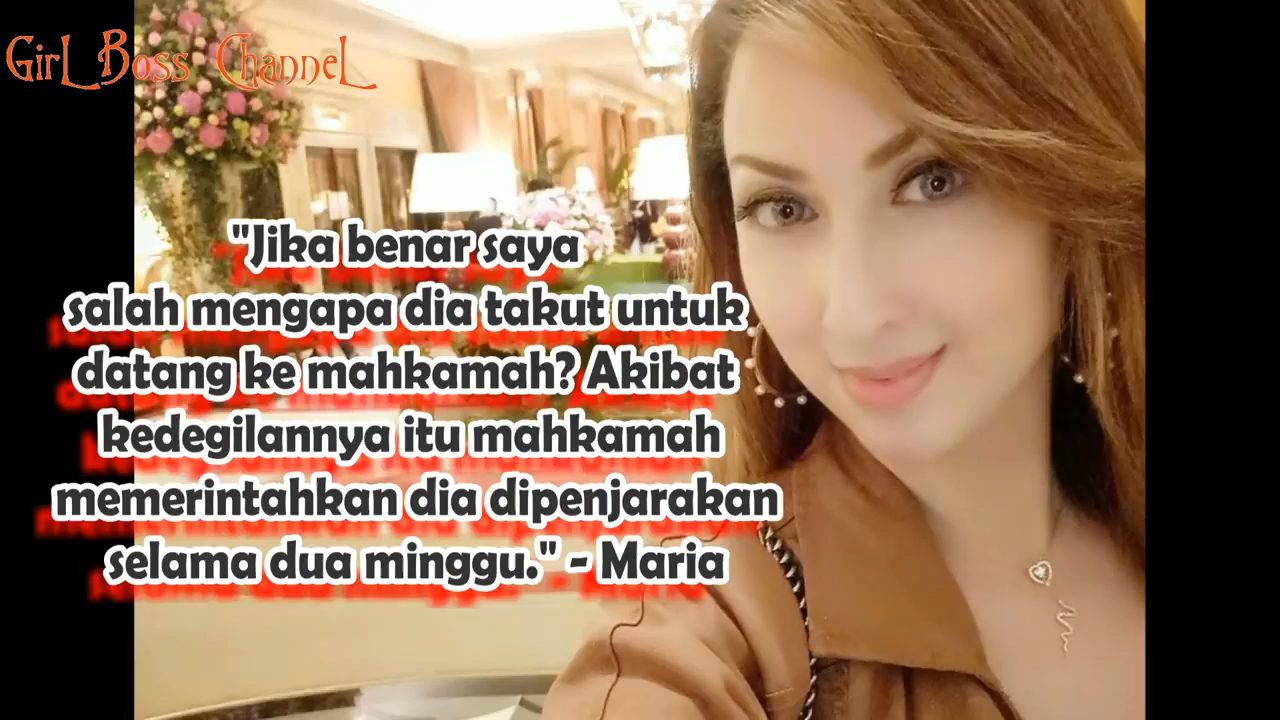 GirL Boss ChanneL
"Jika benar saya
salah mengapa dia takut untuk
datang ke mahkamah? Akibat
kedegilannya itu mahkamah
memerintahkan dia dipenjarakan
selama dua minggu." - Maria